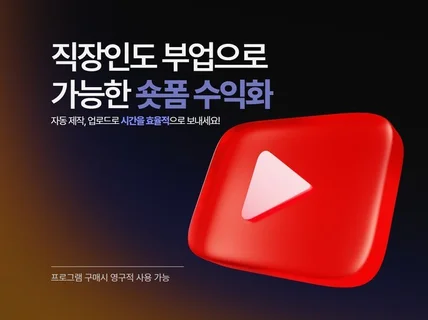 직장인도 부업으로
가능한 숏폼 수익화
자동 제작, 업로드로 시간을 효율적으로 보내세요!
프로그램 구매시 영구적 사용 가능